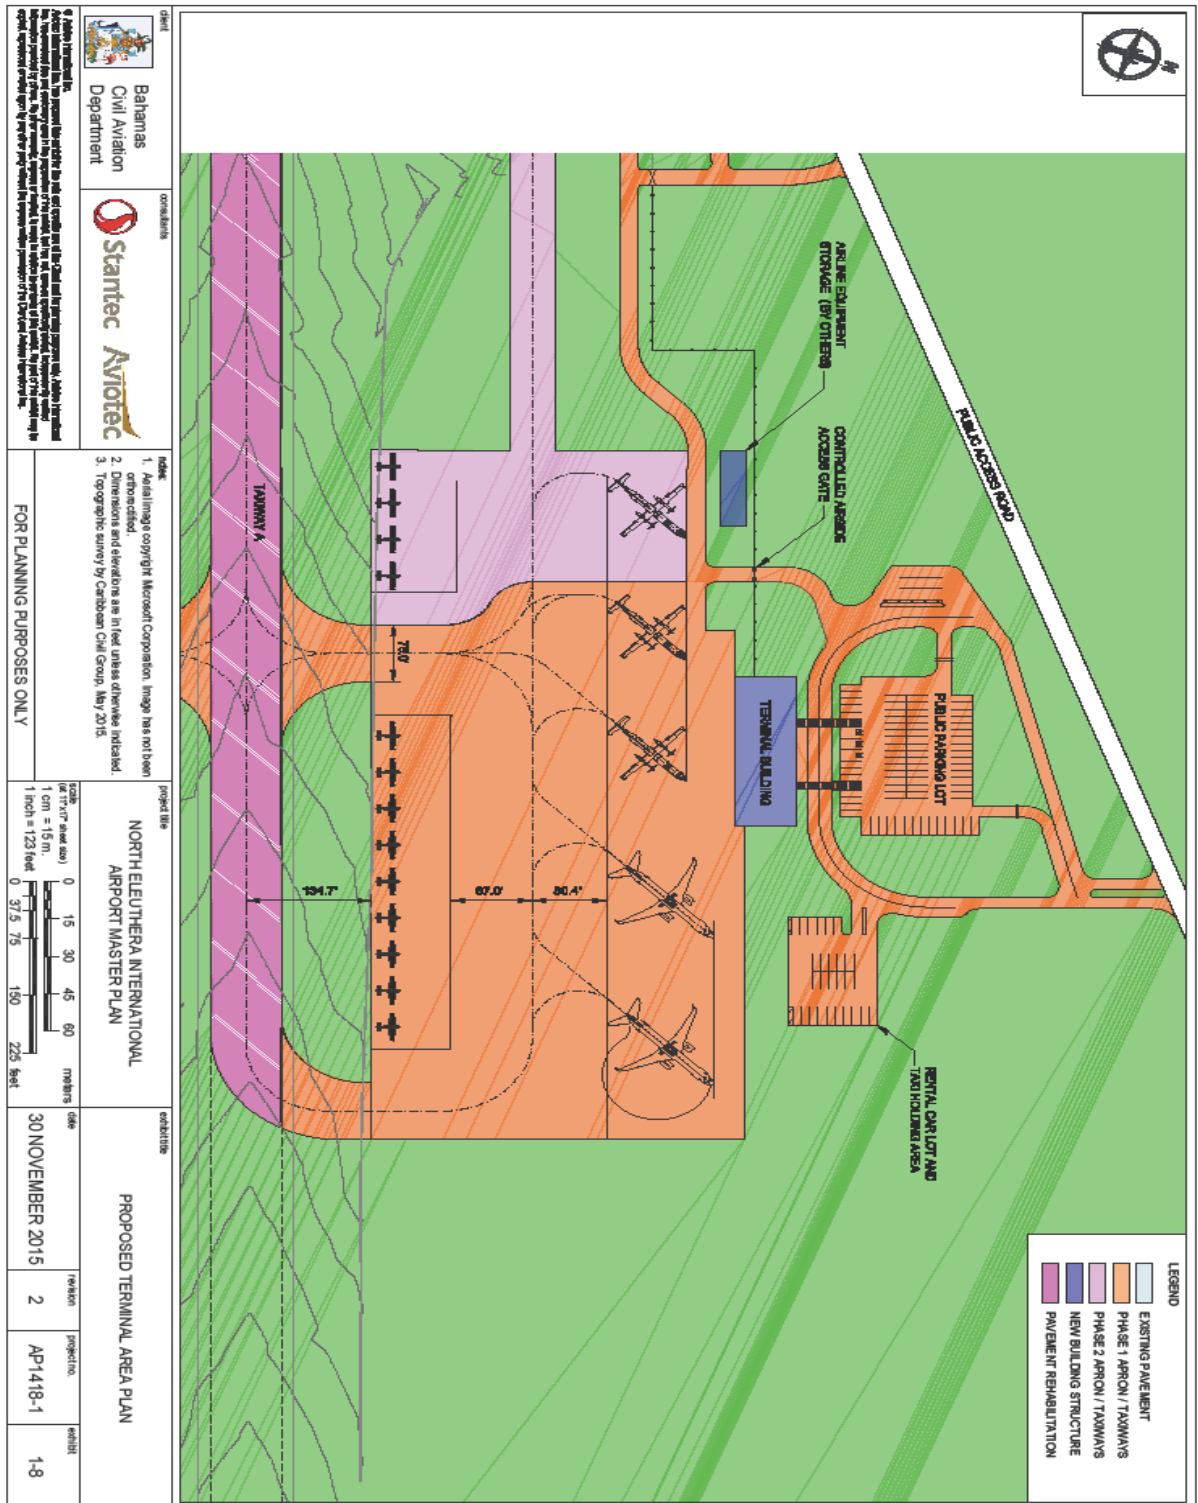 N
AIRLINE EQUIPMENT
STORAGE (BY OTHERS)
CONTROLLED AIRSIDE
ACCESS GATE
PUBLIC ACCESS ROAD
PUBLIC PARKING LOT
TERMINAL BUILDING
RENTAL CAR LOT AND
TAXI HOLDING AREA
TAXIWAY A
75.0'
134.7'
87.0'
80.4'
LEGEND
EXISTING PAVEMENT
PHASE 1 APRON / TAXIWAYS
PHASE 2 APRON / TAXIWAYS
NEW BUILDING STRUCTURE
PAVEMENT REHABILITATION
client
Bahamas
Civil Aviation
Department
consultants
Stantec Aviotec
notes:
1. Aerial image copyright Microsoft Corporation. Image has not been
orthorectified.
2. Dimensions and elevations are in feet unless otherwise indicated.
3. Topographic survey by Caribbean Civil Group, May 2015.
FOR PLANNING PURPOSES ONLY
project title
NORTH ELEUTHERA INTERNATIONAL
AIRPORT MASTER PLAN
scale
(at 11"x17" sheet size)
1 cm = 15 m.
1 inch = 123 feet
0 15 30 45 60 meters
0 37.5 75 150 225 feet
exhibit title
PROPOSED TERMINAL AREA PLAN
date
30 NOVEMBER 2015
revision
2
project no.
AP1418-1
exhibit
1-8